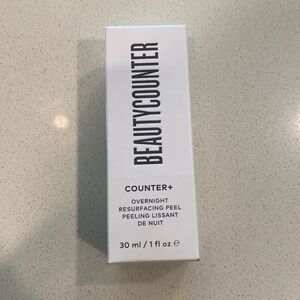 BEAUTYCOUNTER
COUNTER+
OVERNIGHT
RESURFACING PEEL
PEELING LISSANT
DE NUIT
30 ml / 1 fl oz ℮